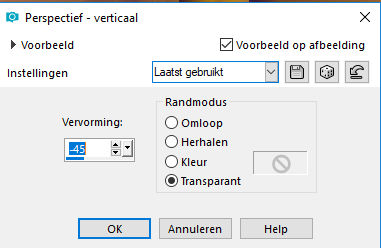 Perspectief - verticaal
Voorbeeld
Voorbeeld op afbeelding
Instellingen
Laatst gebruikt
Randmodus
Vervorming:
-45
Omloop
Herhalen
Kleur
Transparant
OK
Annuleren
Help